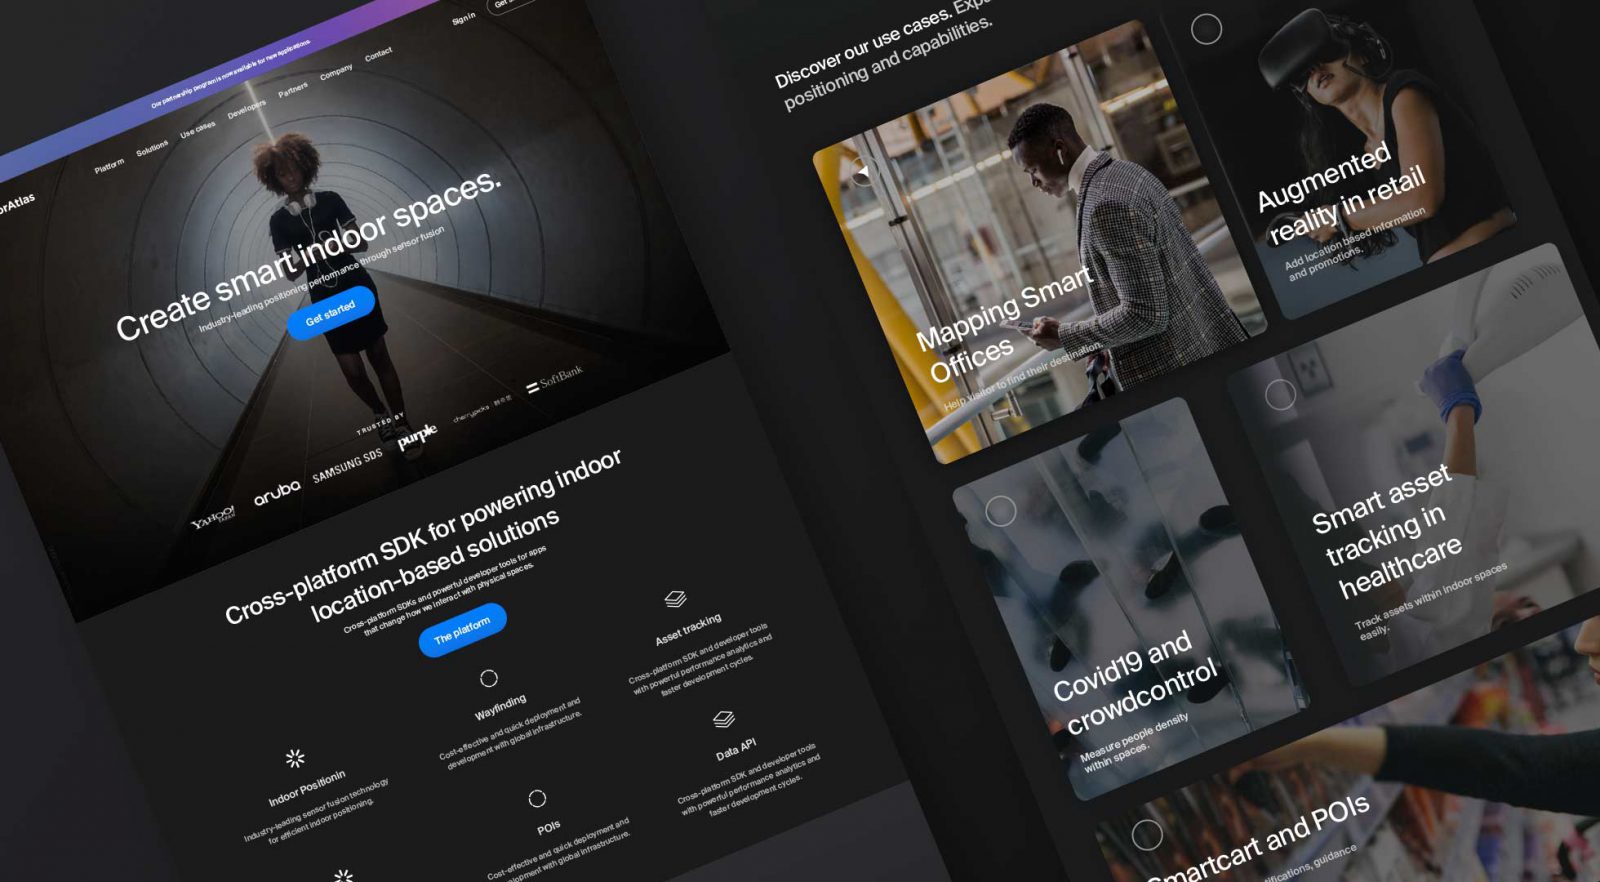 Our partnership program is now available for new applications.
Sign in
Platform
Solutions
Use cases
Developers
Partners
Company
Contact
Create smart indoor spaces.
Industry-leading positioning performance through sensor fusion
Get started
TRUSTED BY
YAHOO!
JAPAN
aruba
SAMSUNG SDS
purple
cherrypicks
SoftBank
Cross-platform SDK for powering indoor
location-based solutions
Cross-platform SDKs and powerful developer tools for apps
that change how we interact with physical spaces.
The platform
Indoor Positionin
Industry-leading sensor fusion technology
for efficient indoor positioning.
Wayfinding
Cost-effective and quick deployment and
development with global infrastructure.
Asset tracking
Cross-platform SDK and developer tools
with powerful performance analytics and
faster development cycles.
POIs
Cost-effective and quick deployment and
development with global infrastructure.
Data API
Cross-platform SDK and developer tools
with powerful performance analytics and
faster development cycles.
Discover our use cases.
positioning and capabilities.
Mapping Smart
Offices
Help visitor to find their destination.
Augmented
reality in retail
Add location based information
and promotions.
Covid19 and
crowdcontrol
Measure people density
within spaces.
Smart asset
tracking in
healthcare
Track assets within indoor spaces
easily.
Smartcart and POIs
guidance